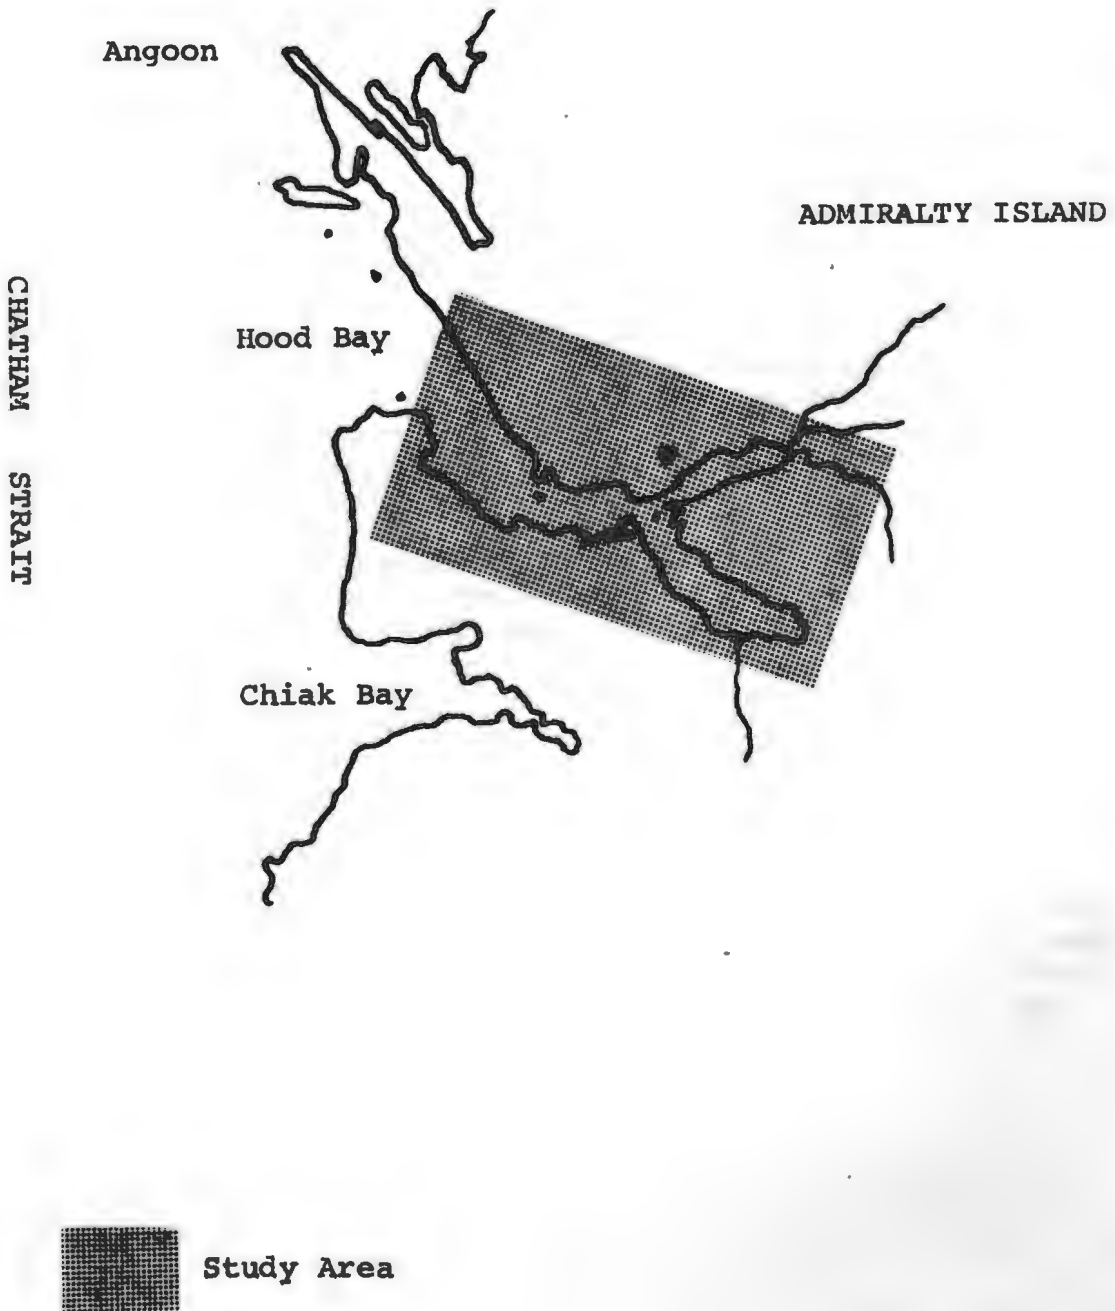 Angoon
ADMIRALTY ISLAND
CHATHAM STRAIT
Hood Bay
Chiak Bay
Study Area